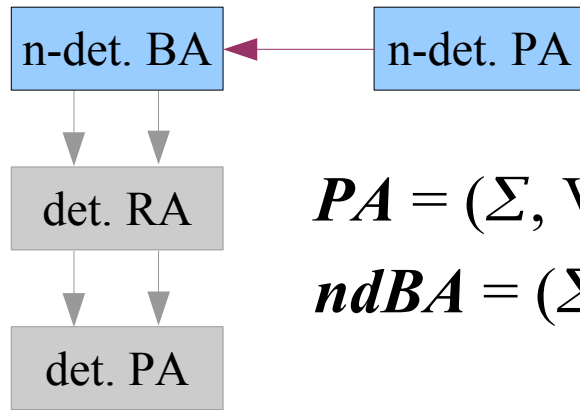 n-det. BA
n-det. PA
det. RA
PA = (Σ,
ndBA = (Σ
det. PA